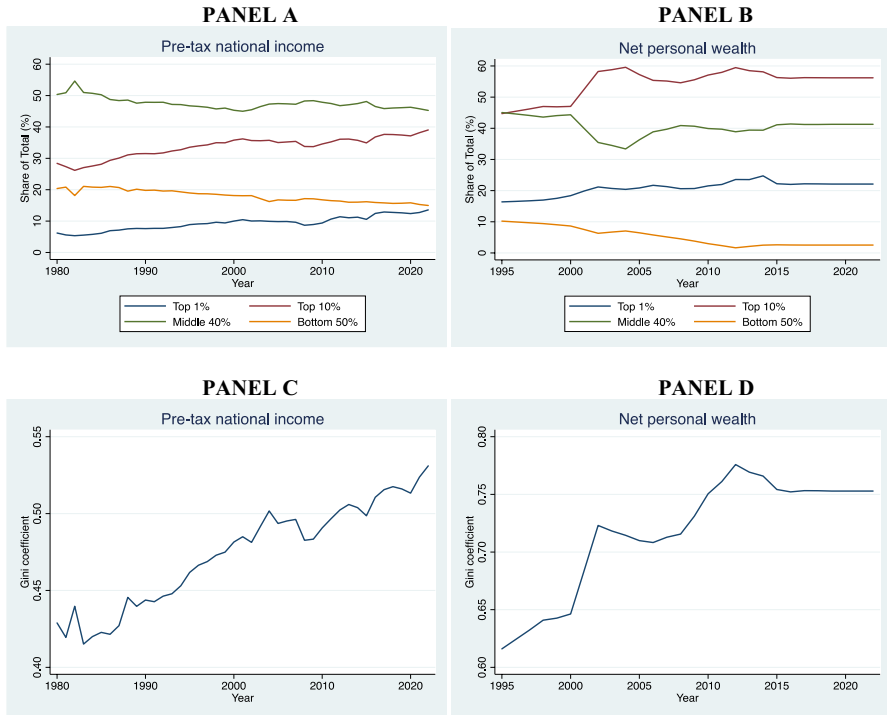 PANEL A
Pre-tax national income
Share of Total (%)
60
50
40
30
20
10
0
1980 1990 2000 2010 2020
Year
Top 1% Top 10%
Middle 40% Bottom 50%
PANEL B
Net personal wealth
Share of Total (%)
60
50
40
30
20
10
0
1995 2000 2005 2010 2015 2020
Year
Top 1% Top 10%
Middle 40% Bottom 50%
PANEL C
Pre-tax national income
Gini coefficient
0.55
0.50
0.45
0.40
1980 1990 2000 2010 2020
Year
PANEL D
Net personal wealth
Gini coefficient
0.80
0.75
0.70
0.65
0.60
1995 2000 2005 2010 2015 2020
Year